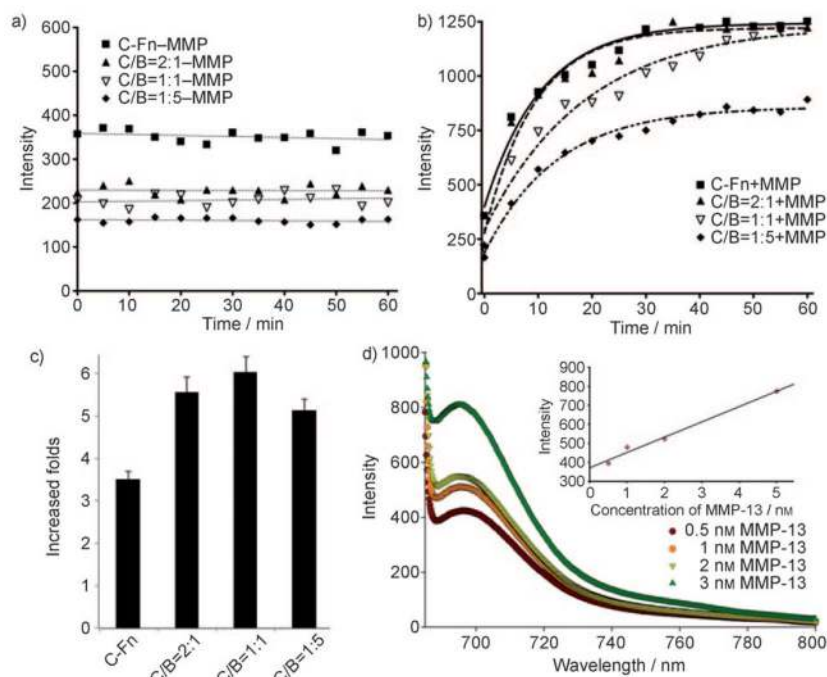 a)
600
500
400
300
200
100
0
Intensity
0 10 20 30 40 50 60
Time / min
C-Fn–MMP
C/B=2:1–MMP
C/B=1:1–MMP
C/B=1:5–MMP
b)
1250
1000
750
500
250
0
Intensity
0 10 20 30 40 50 60
Time / min
C-Fn+MMP
C/B=2:1+MMP
C/B=1:1+MMP
C/B=1:5+MMP
c)
6
5
4
3
2
1
0
Increased folds
C-Fn
C/B=2:1
C/B=1:1
C/B=1:5
d)
1000
800
600
400
200
0
Intensity
700 720 740 760 780 800
Wavelength / nm
900
800
700
600
500
400
300
Intensity
0 1 2 3 4 5
Concentration of MMP-13 / nM
0.5 nM MMP-13
1 nM MMP-13
2 nM MMP-13
3 nM MMP-13